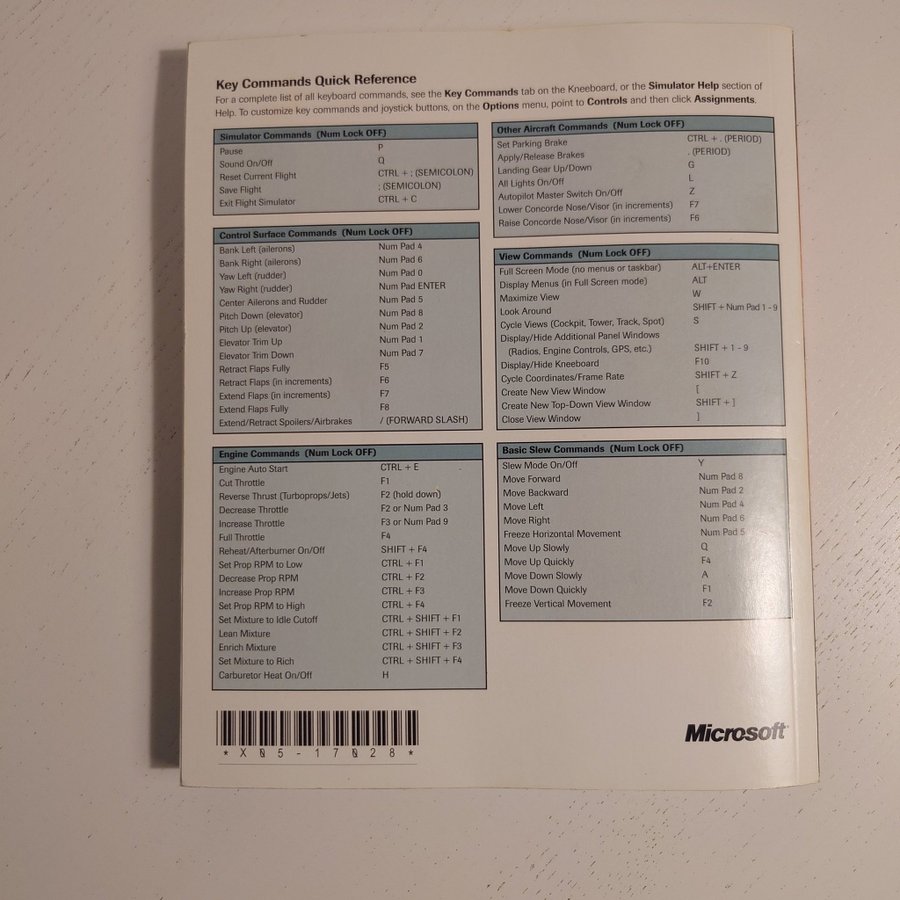 Key Commands Quick Reference
For a complete list of all keyboard commands, see the Key Commands tab on the Kneeboard, or the Simulator Help section of
Help. To customize key commands and joystick buttons, on the Options menu, point to Controls and then click Assignments.
Simulator Commands (Num Lock OFF)
Pause P
Sound On/Off Q
Reset Current Flight CTRL + ; (SEMICOLON)
Save Flight ; (SEMICOLON)
Exit Flight Simulator CTRL + C
Control Surface Commands (Num Lock OFF)
Bank Left (ailerons) Num Pad 4
Bank Right (ailerons) Num Pad 6
Yaw Left (rudder) Num Pad 0
Yaw Right (rudder) Num Pad ENTER
Center Ailerons and Rudder Num Pad 5
Pitch Down (elevator) Num Pad 8
Pitch Up (elevator) Num Pad 2
Elevator Trim Up Num Pad 1
Elevator Trim Down Num Pad 7
Retract Flaps Fully F5
Retract Flaps (in increments) F6
Extend Flaps (in increments) F7
Extend Flaps Fully F8
Extend/Retract Spoilers/Airbrakes / (FORWARD SLASH)
Engine Commands (Num Lock OFF)
Engine Auto Start CTRL + E
Cut Throttle F1
Reverse Thrust (Turboprops/Jets) F2 (hold down)
Decrease Throttle F2 or Num Pad 3
Increase Throttle F3 or Num Pad 9
Full Throttle F4
Reheat/Afterburner On/Off SHIFT + F4
Set Prop RPM to Low CTRL + F1
Decrease Prop RPM CTRL + F2
Increase Prop RPM CTRL + F3
Set Prop RPM to High CTRL + F4
Set Mixture to Idle Cutoff CTRL + SHIFT + F1
Lean Mixture CTRL + SHIFT + F2
Enrich Mixture CTRL + SHIFT + F3
Set Mixture to Rich CTRL + SHIFT + F4
Carburetor Heat On/Off H
Other Aircraft Commands (Num Lock OFF)
Set Parking Brake CTRL + . (PERIOD)
Apply/Release Brakes . (PERIOD)
Landing Gear Up/Down G
All Lights On/Off L
Autopilot Master Switch On/Off Z
Lower Concorde Nose/Visor (in increments) F7
Raise Concorde Nose/Visor (in increments) F6
View Commands (Num Lock OFF)
Full Screen Mode (no menus or taskbar) ALT+ENTER
Display Menus (in Full Screen mode) ALT
Maximize View W
Look Around SHIFT + Num Pad 1 - 9
Cycle Views (Cockpit, Tower, Track, Spot) S
Display/Hide Additional Panel Windows
(Radios, Engine Controls, GPS, etc.) SHIFT + 1 - 9
Display/Hide Kneeboard F10
Cycle Coordinates/Frame Rate SHIFT + Z
Create New View Window [
Create New Top-Down View Window SHIFT + ]
Close View Window ]
Basic Slew Commands (Num Lock OFF)
Slew Mode On/Off Y
Move Forward Num Pad 8
Move Backward Num Pad 2
Move Left Num Pad 4
Move Right Num Pad 6
Freeze Horizontal Movement Num Pad 5
Move Up Slowly Q
Move Up Quickly F4
Move Down Slowly A
Move Down Quickly F1
Freeze Vertical Movement F2
*X05-17028*
Microsoft